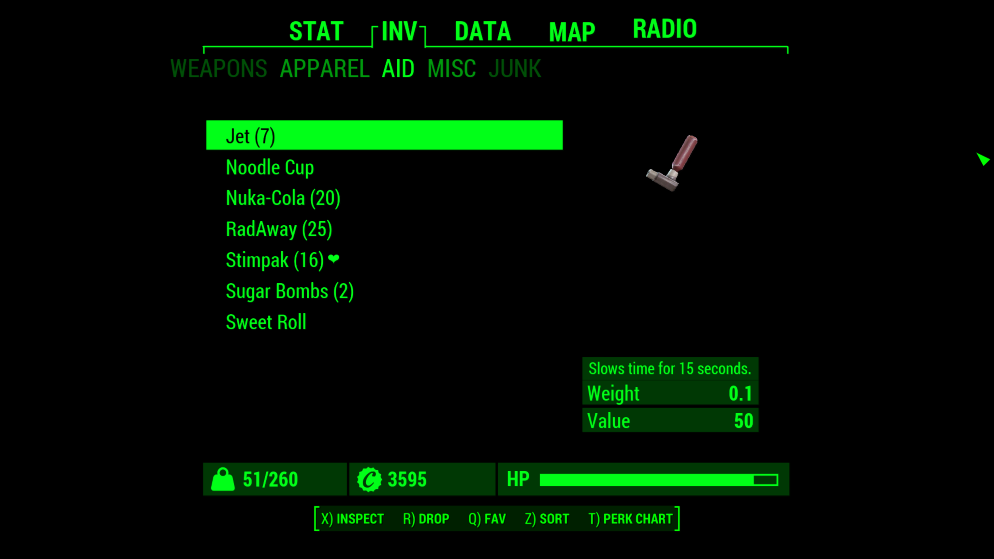 STAT INV DATA MAP RADIO
WEAPONS APPAREL AID MISC JUNK
Jet (7)
Noodle Cup
Nuka-Cola (20)
RadAway (25)
Stimpak (16)❤
Sugar Bombs (2)
Sweet Roll
Slows time for 15 seconds.
Weight 0.1
Value 50
51/260 3595 HP
X) INSPECT R) DROP Q) FAV Z) SORT T) PERK CHART